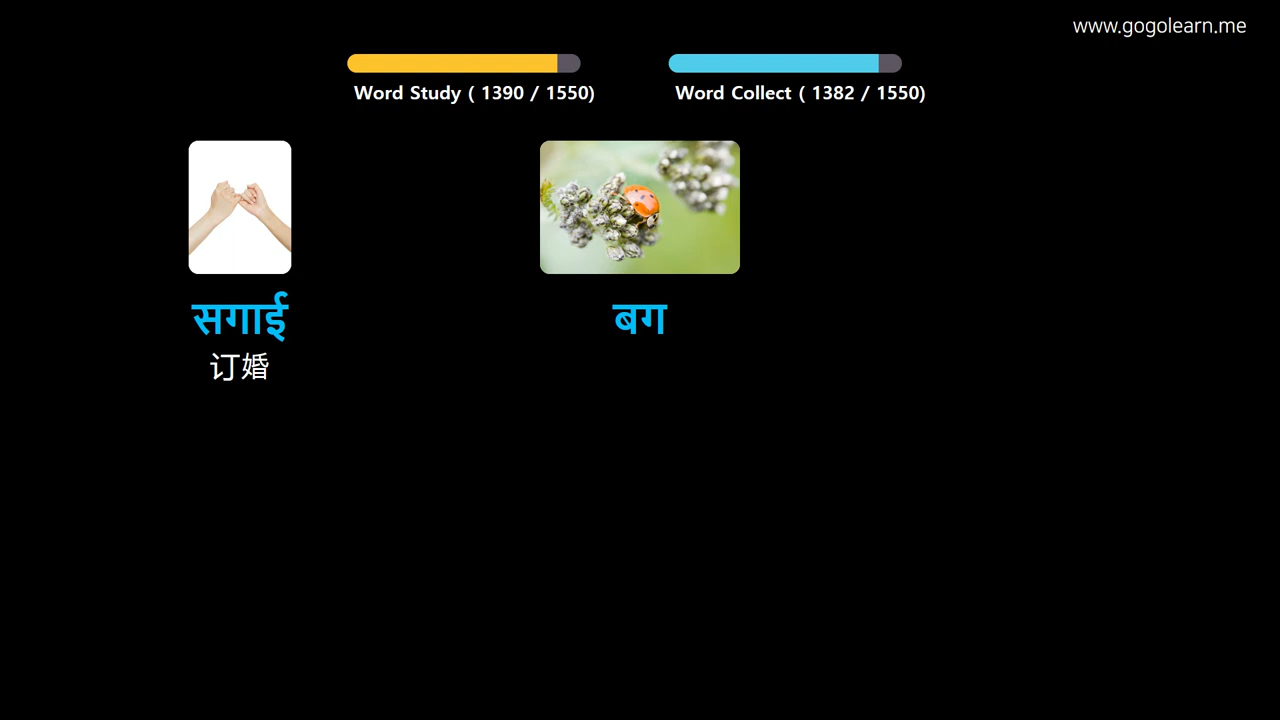 www.gogolearn.me
Word Study ( 1390 / 1550)
Word Collect ( 1382 / 1550)
सगाई
बग
订婚